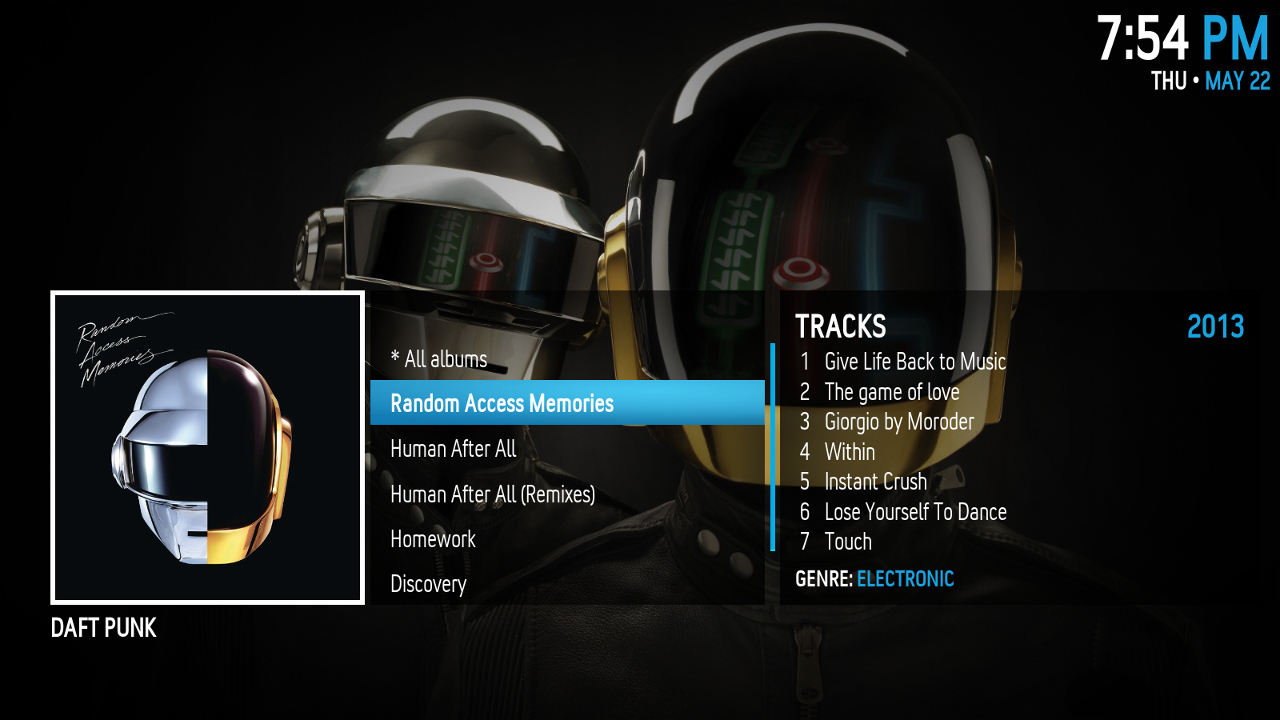 7:54 PM
THU • MAY 22
Random
Access
Memories
* All albums
Random Access Memories
Human After All
Human After All (Remixes)
Homework
Discovery
DAFT PUNK
TRACKS 2013
1 Give Life Back to Music
2 The game of love
3 Giorgio by Moroder
4 Within
5 Instant Crush
6 Lose Yourself To Dance
7 Touch
GENRE: ELECTRONIC